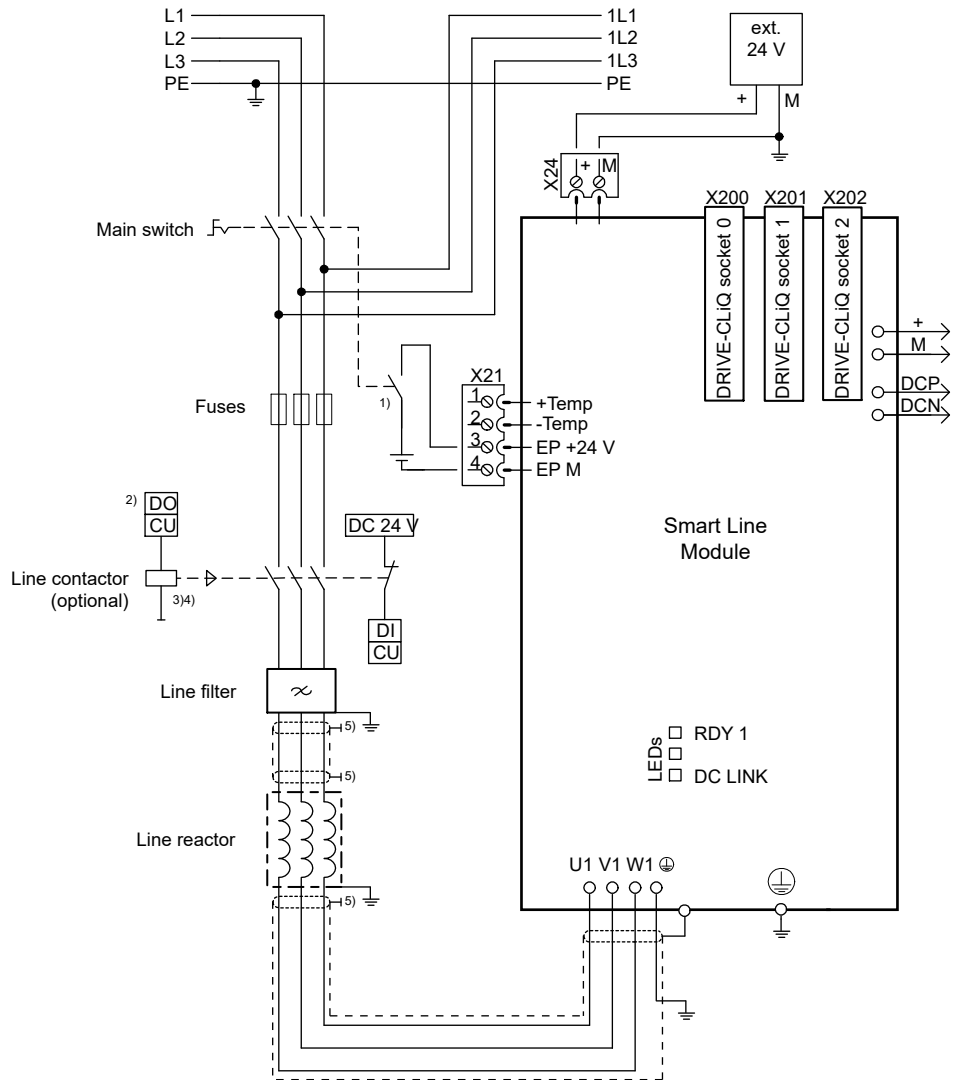 L1
L2
L3
PE
1L1
1L2
1L3
PE
ext.
24 V
+
M
X24
+ M
Main switch
1)
X21
1
2
3
4
+Temp
-Temp
EP +24 V
EP M
X200
X201
X202
DRIVE-CLiQ socket 0
DRIVE-CLiQ socket 1
DRIVE-CLiQ socket 2
+
M
DCP
DCN
Fuses
2)
DO
CU
DC 24 V
Smart Line
Module
Line contactor
(optional)
3)4)
DI
CU
Line filter
5)
5)
LEDs
RDY 1
DC LINK
Line reactor
5)
U1 V1 W1